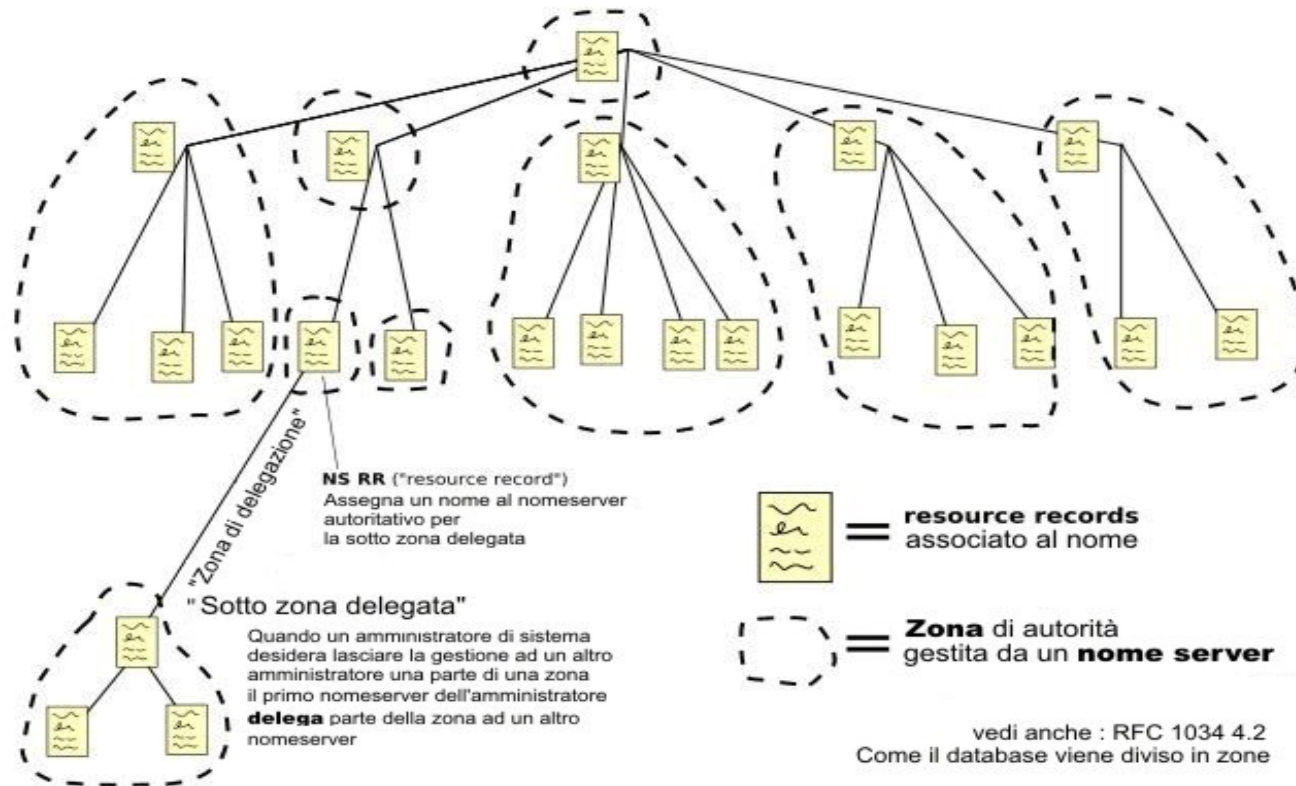 "Zona di delegazione"
NS RR ("resource record")
Assegna un nome al nomeserver
autoritativo per
la sotto zona delegata
"Sotto zona delegata"
Quando un amministratore di sistema
desidera lasciare la gestione ad un altro
amministratore una parte di una zona
il primo nomeserver dell'amministratore
delega parte della zona ad un altro
nomeserver
resource records
associato al nome
Zona di autorità
gestita da un nome server
vedi anche : RFC 1034 4.2
Come il database viene diviso in zone